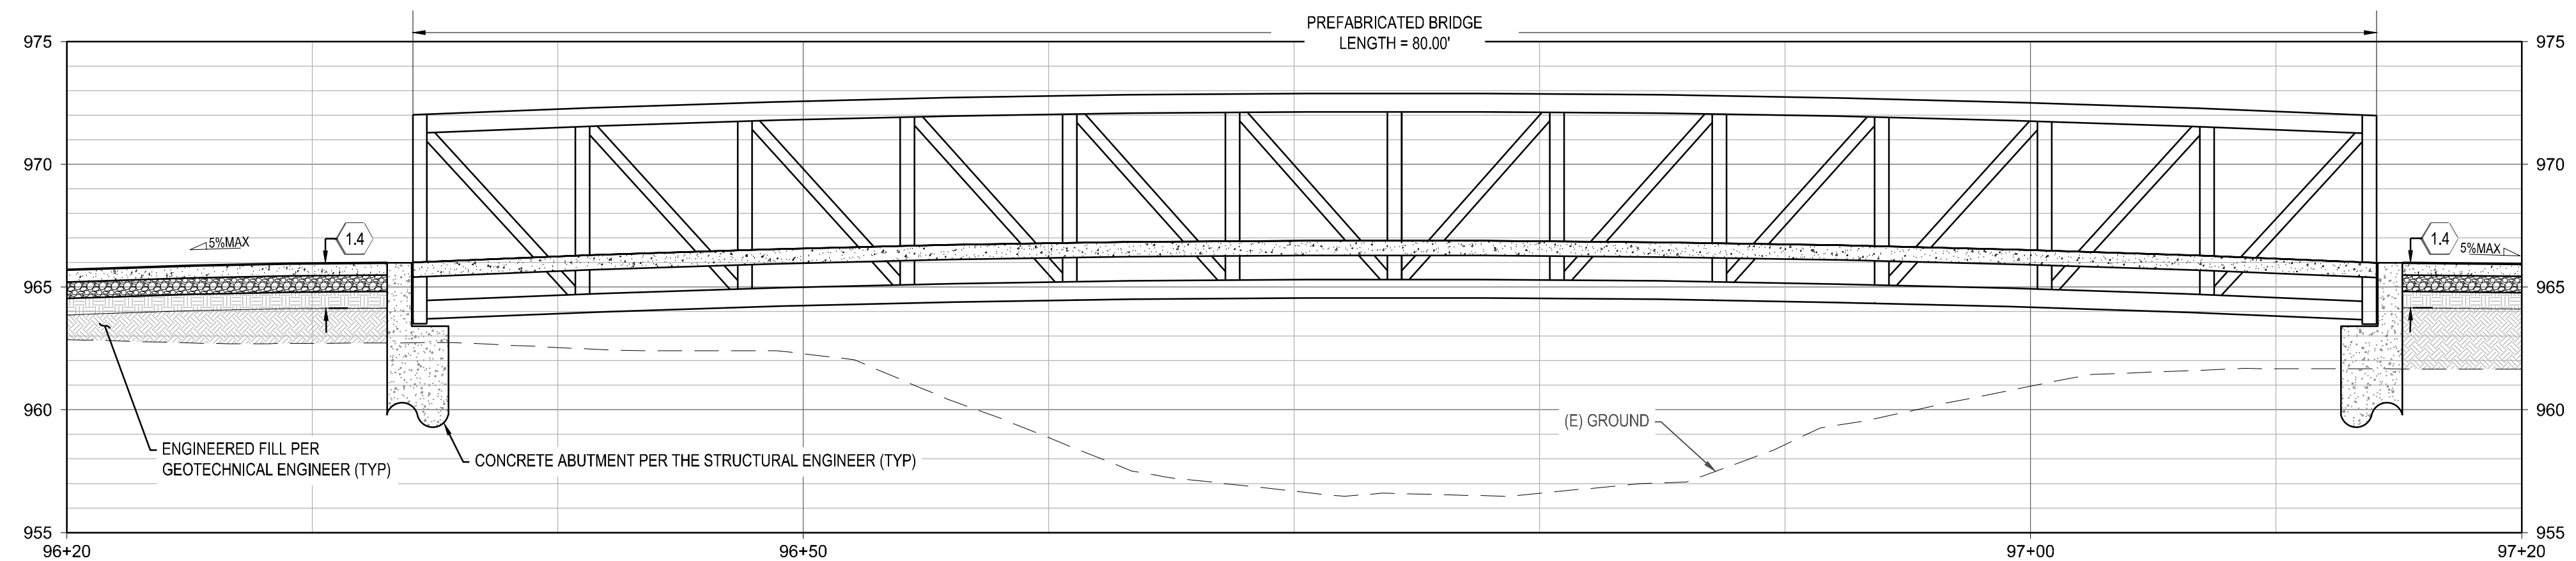 PREFABRICATED BRIDGE
LENGTH = 80.00'
975
975
970
970
1.4
5%MAX
1.4
5%MAX
965
965
960
960
(E) GROUND
ENGINEERED FILL PER
GEOTECHNICAL ENGINEER (TYP)
CONCRETE ABUTMENT PER THE STRUCTURAL ENGINEER (TYP)
955
955
96+20
96+50
97+00
97+20